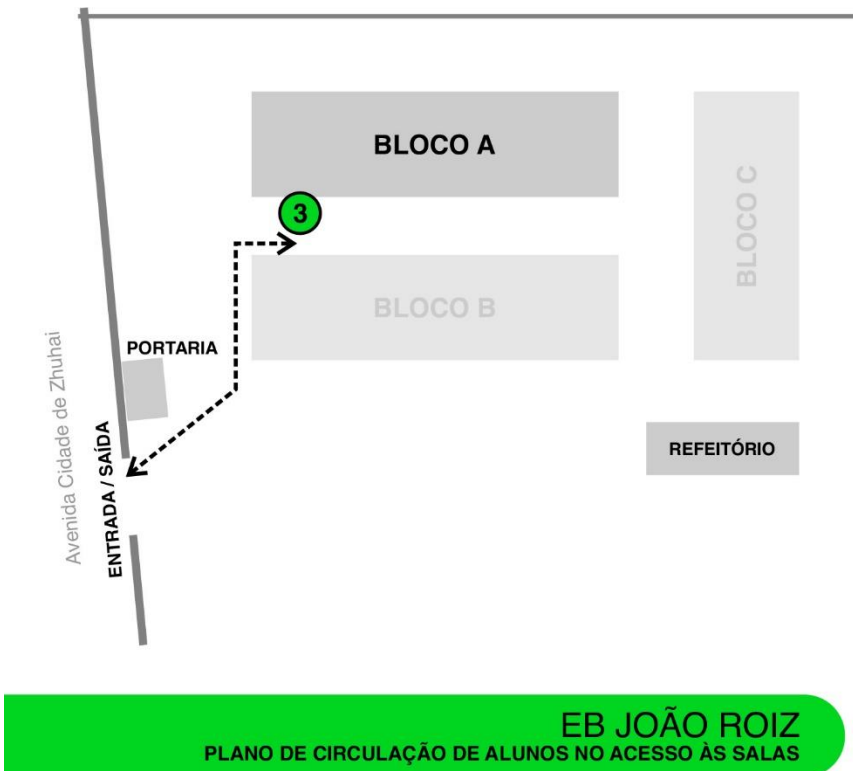 BLOCO A
BLOCO C
3
BLOCO B
PORTARIA
Avenida Cidade de Zhuhai
ENTRADA / SAÍDA
REFEITÓRIO
EB JOÃO ROIZ
PLANO DE CIRCULAÇÃO DE ALUNOS NO ACESSO ÀS SALAS